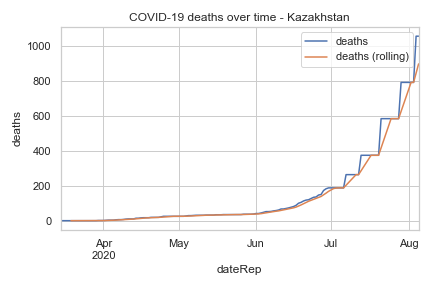 COVID-19 deaths over time - Kazakhstan
deaths
deaths (rolling)
1000
800
600
400
200
0
deaths
Apr
2020
May
Jun
Jul
Aug
dateRep